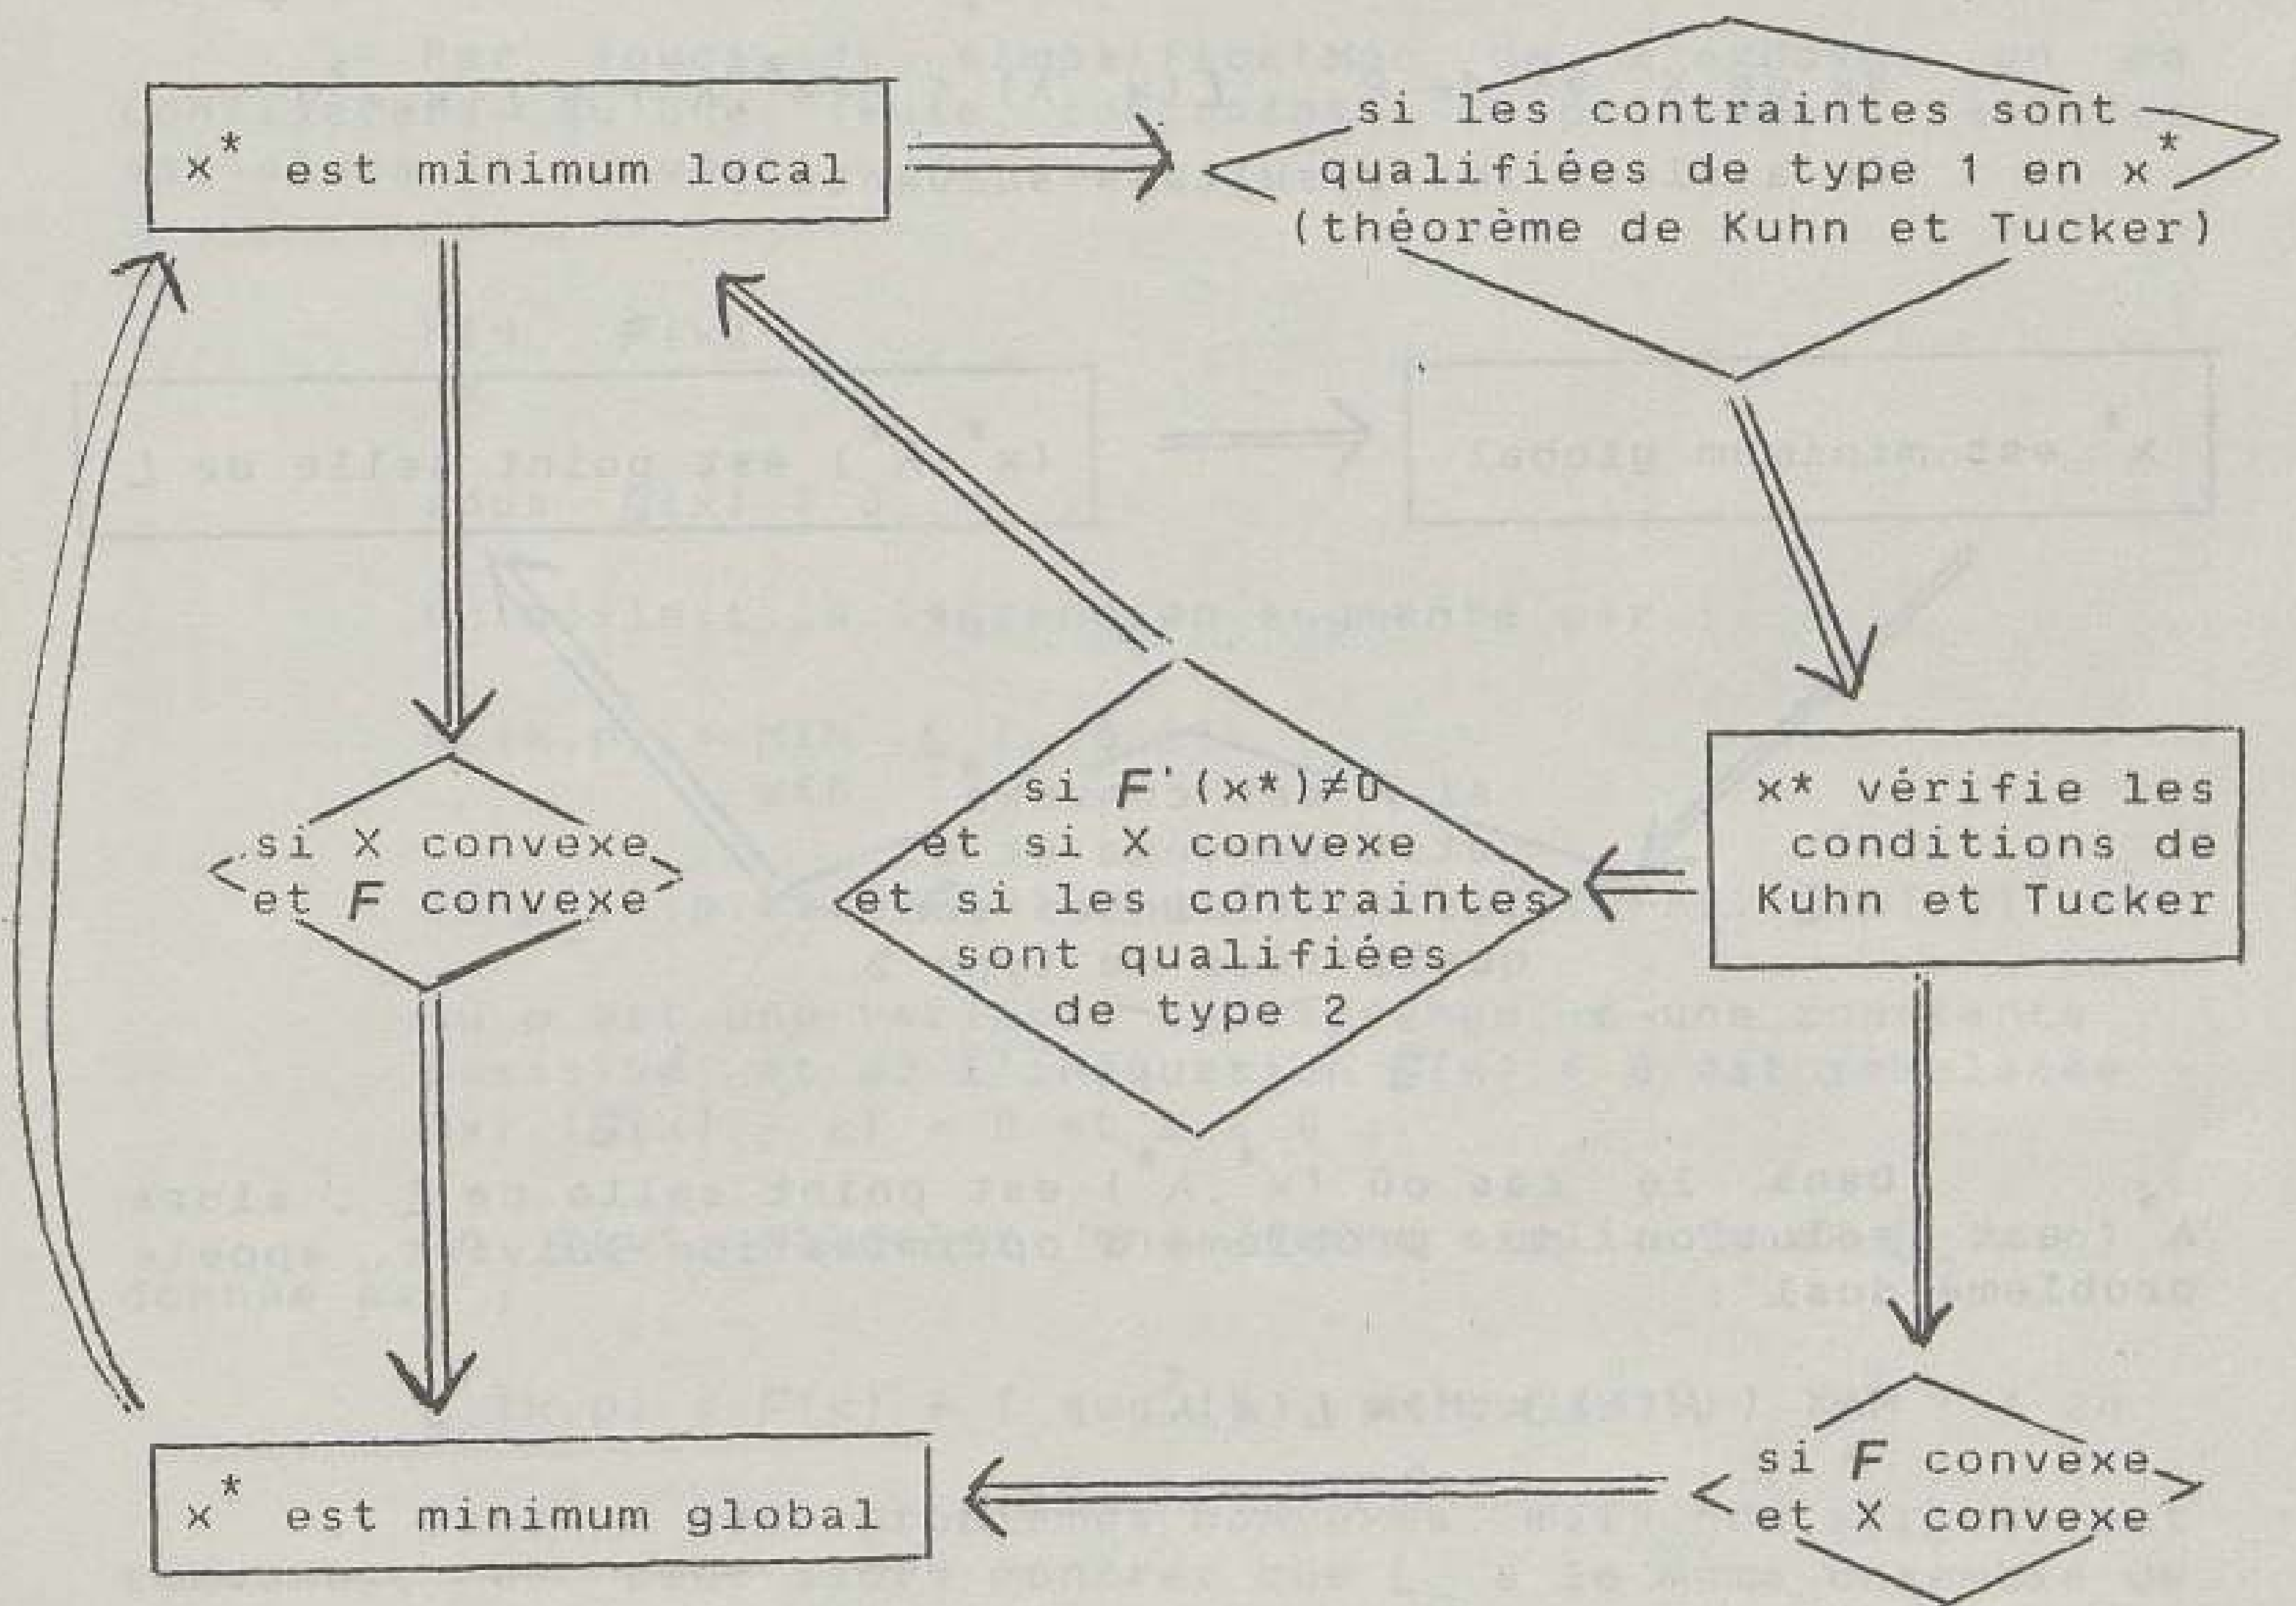 x* est minimum local
si les contraintes sont
qualifiées de type 1 en x*
(théorème de Kuhn et Tucker)
si X convexe
et F convexe
si F'(x*)≠0
et si X convexe
et si les contraintes
sont qualifiées
de type 2
x* vérifie les
conditions de
Kuhn et Tucker
x* est minimum global
si F convexe
et X convexe